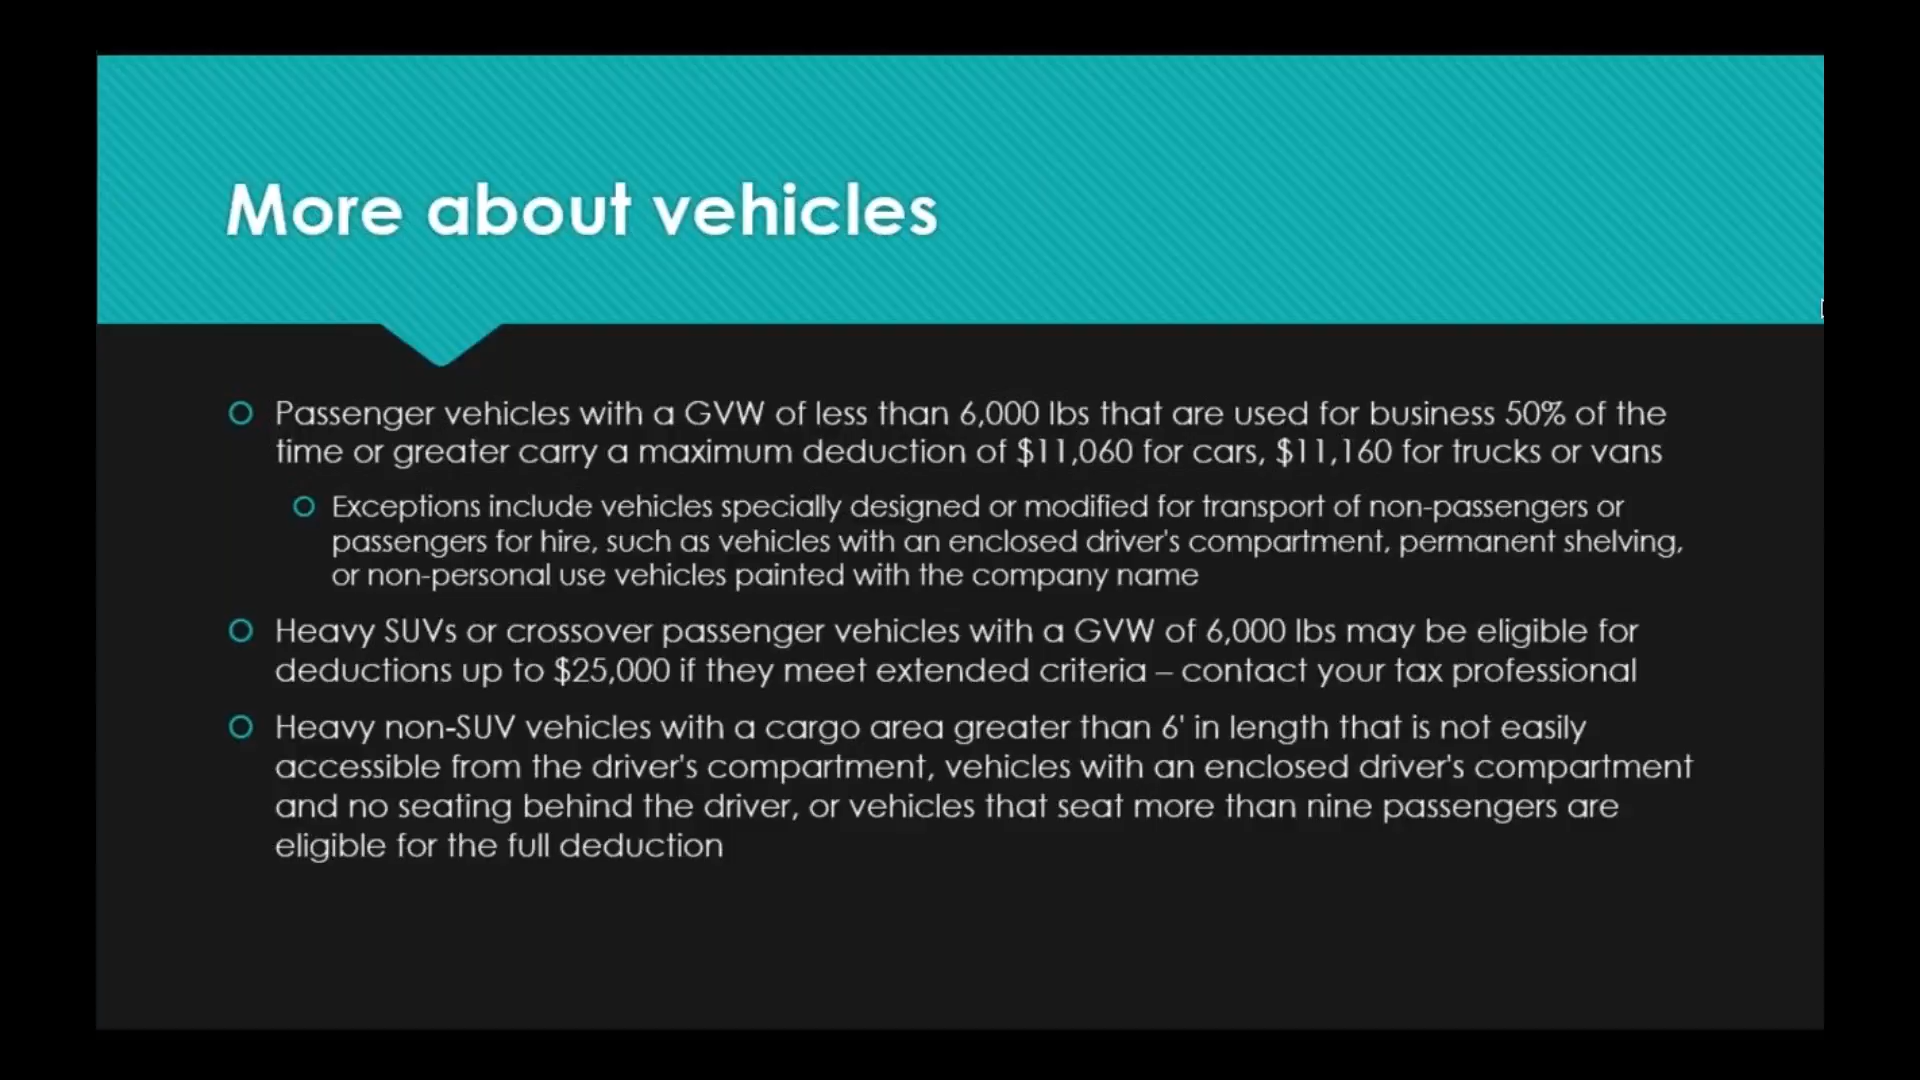 More about vehicles
Passenger vehicles with a GVW of less than 6,000 lbs that are used for business 50% of the
time or greater carry a maximum deduction of $11,060 for cars, $11,160 for trucks or vans
Exceptions include vehicles specially designed or modified for transport of non-passengers or
passengers for hire, such as vehicles with an enclosed driver's compartment, permanent shelving,
or non-personal use vehicles painted with the company name
Heavy SUVs or crossover passenger vehicles with a GVW of 6,000 lbs may be eligible for
deductions up to $25,000 if they meet extended criteria – contact your tax professional
Heavy non-SUV vehicles with a cargo area greater than 6' in length that is not easily
accessible from the driver's compartment, vehicles with an enclosed driver's compartment
and no seating behind the driver, or vehicles that seat more than nine passengers are
eligible for the full deduction